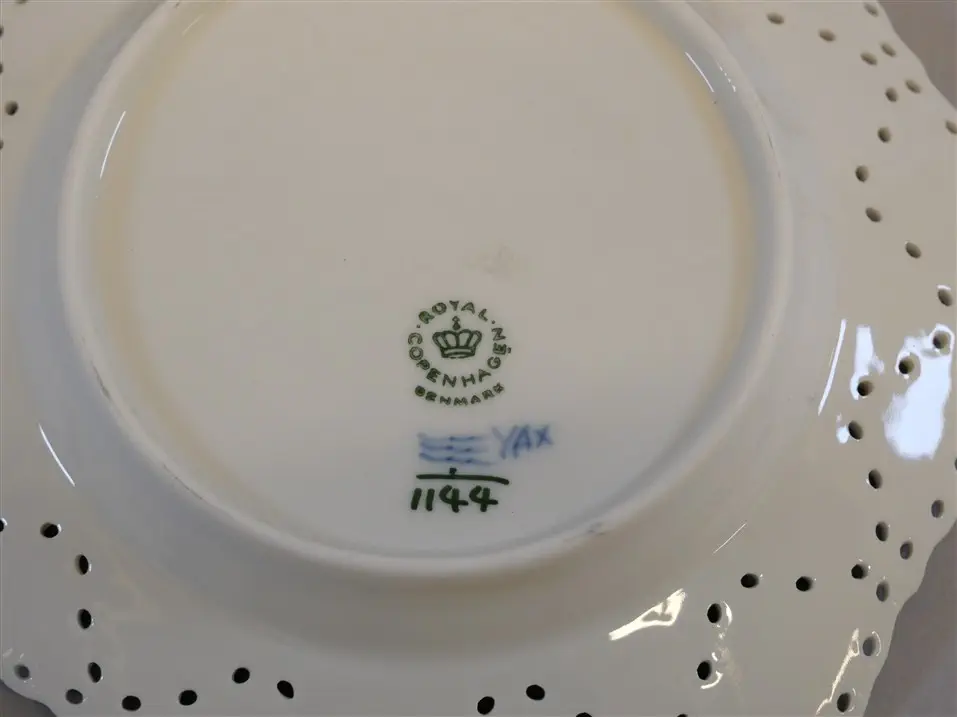 ROYAL
COPENHAGEN
DENMARK
YAX
1144